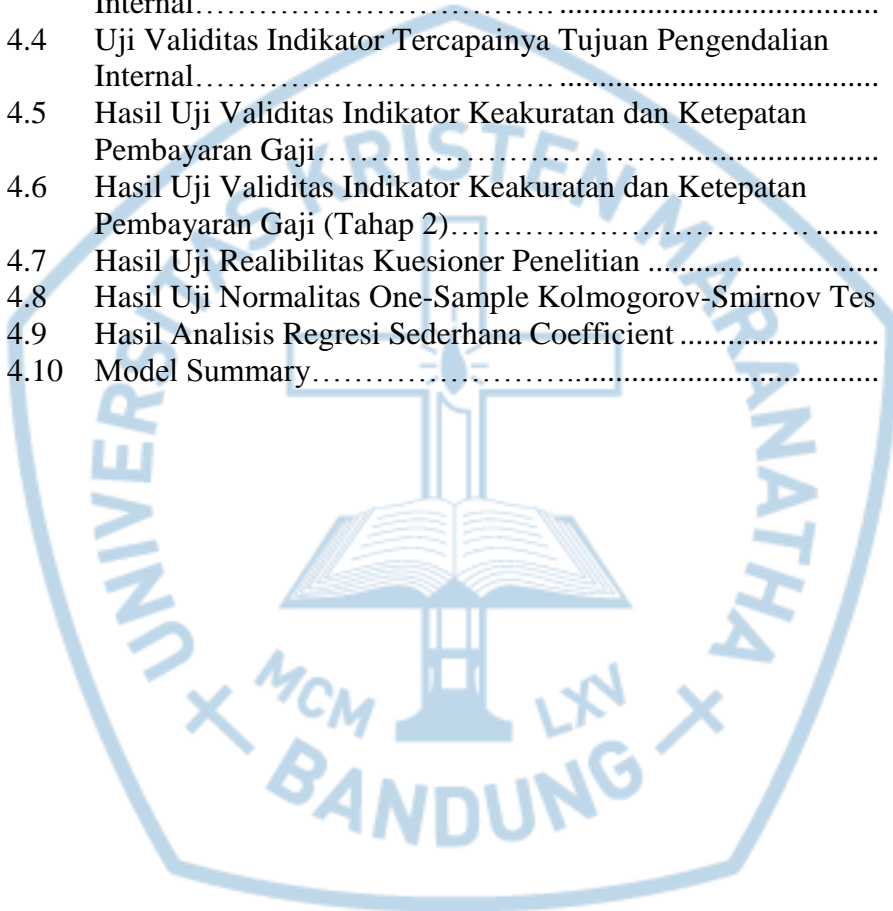 Internal…………………………… .......................................
4.4 Uji Validitas Indikator Tercapainya Tujuan Pengendalian
Internal…………………………… .......................................
4.5 Hasil Uji Validitas Indikator Keakuratan dan Ketepatan
Pembayaran Gaji……………………………........................
4.6 Hasil Uji Validitas Indikator Keakuratan dan Ketepatan
Pembayaran Gaji (Tahap 2)…………………………… ........
4.7 Hasil Uji Realibilitas Kuesioner Penelitian ............................
4.8 Hasil Uji Normalitas One-Sample Kolmogorov-Smirnov Tes
4.9 Hasil Analisis Regresi Sederhana Coefficient ........................
4.10 Model Summary……………………....................................
UNIVERSITAS KRISTEN MARANATHA
MCM LXV
BANDUNG